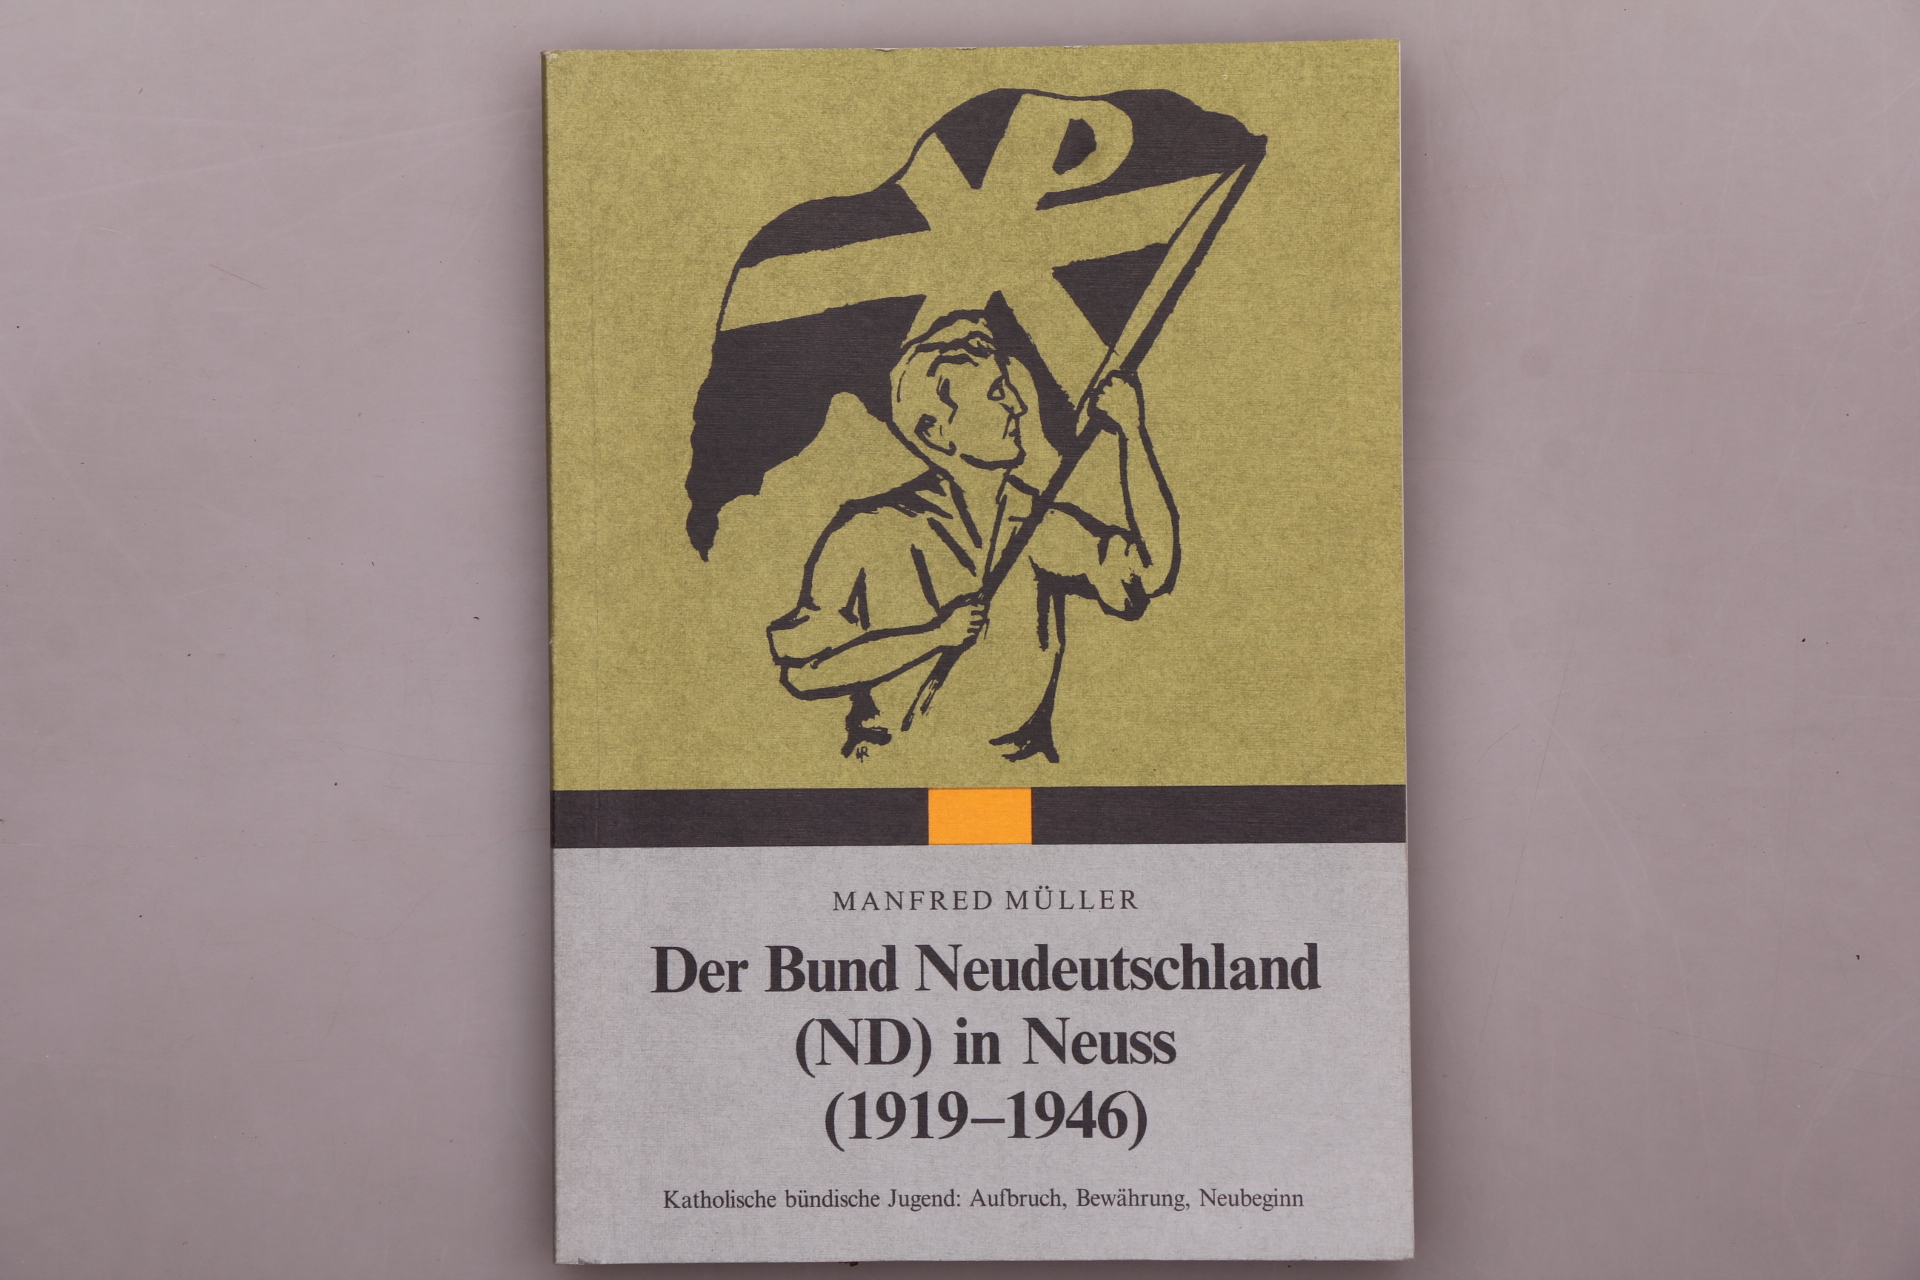 MANFRED MÜLLER
Der Bund Neudeutschland
(ND) in Neuss
(1919–1946)
Katholische bündische Jugend: Aufbruch, Bewährung, Neubeginn